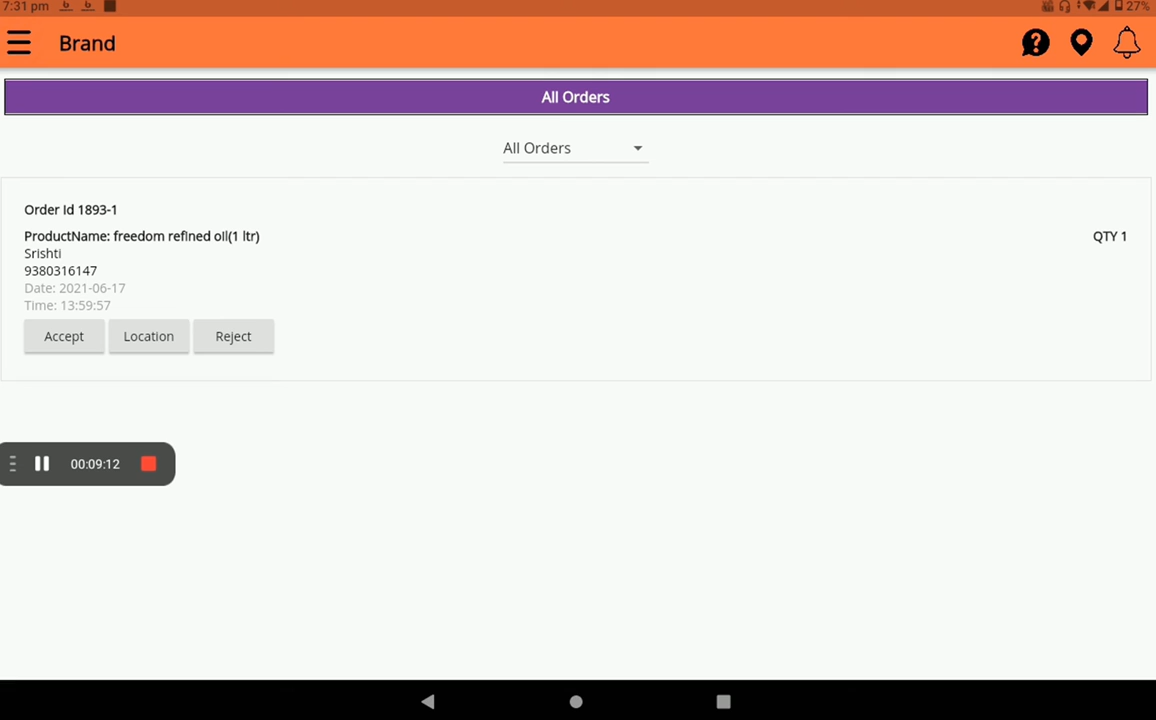 7:31 pm
27%
Brand
All Orders
All Orders
Order Id 1893-1
ProductName: freedom refined oil(1 ltr)
QTY 1
Srishti
9380316147
Date: 2021-06-17
Time: 13:59:57
Accept
Location
Reject
00:09:12